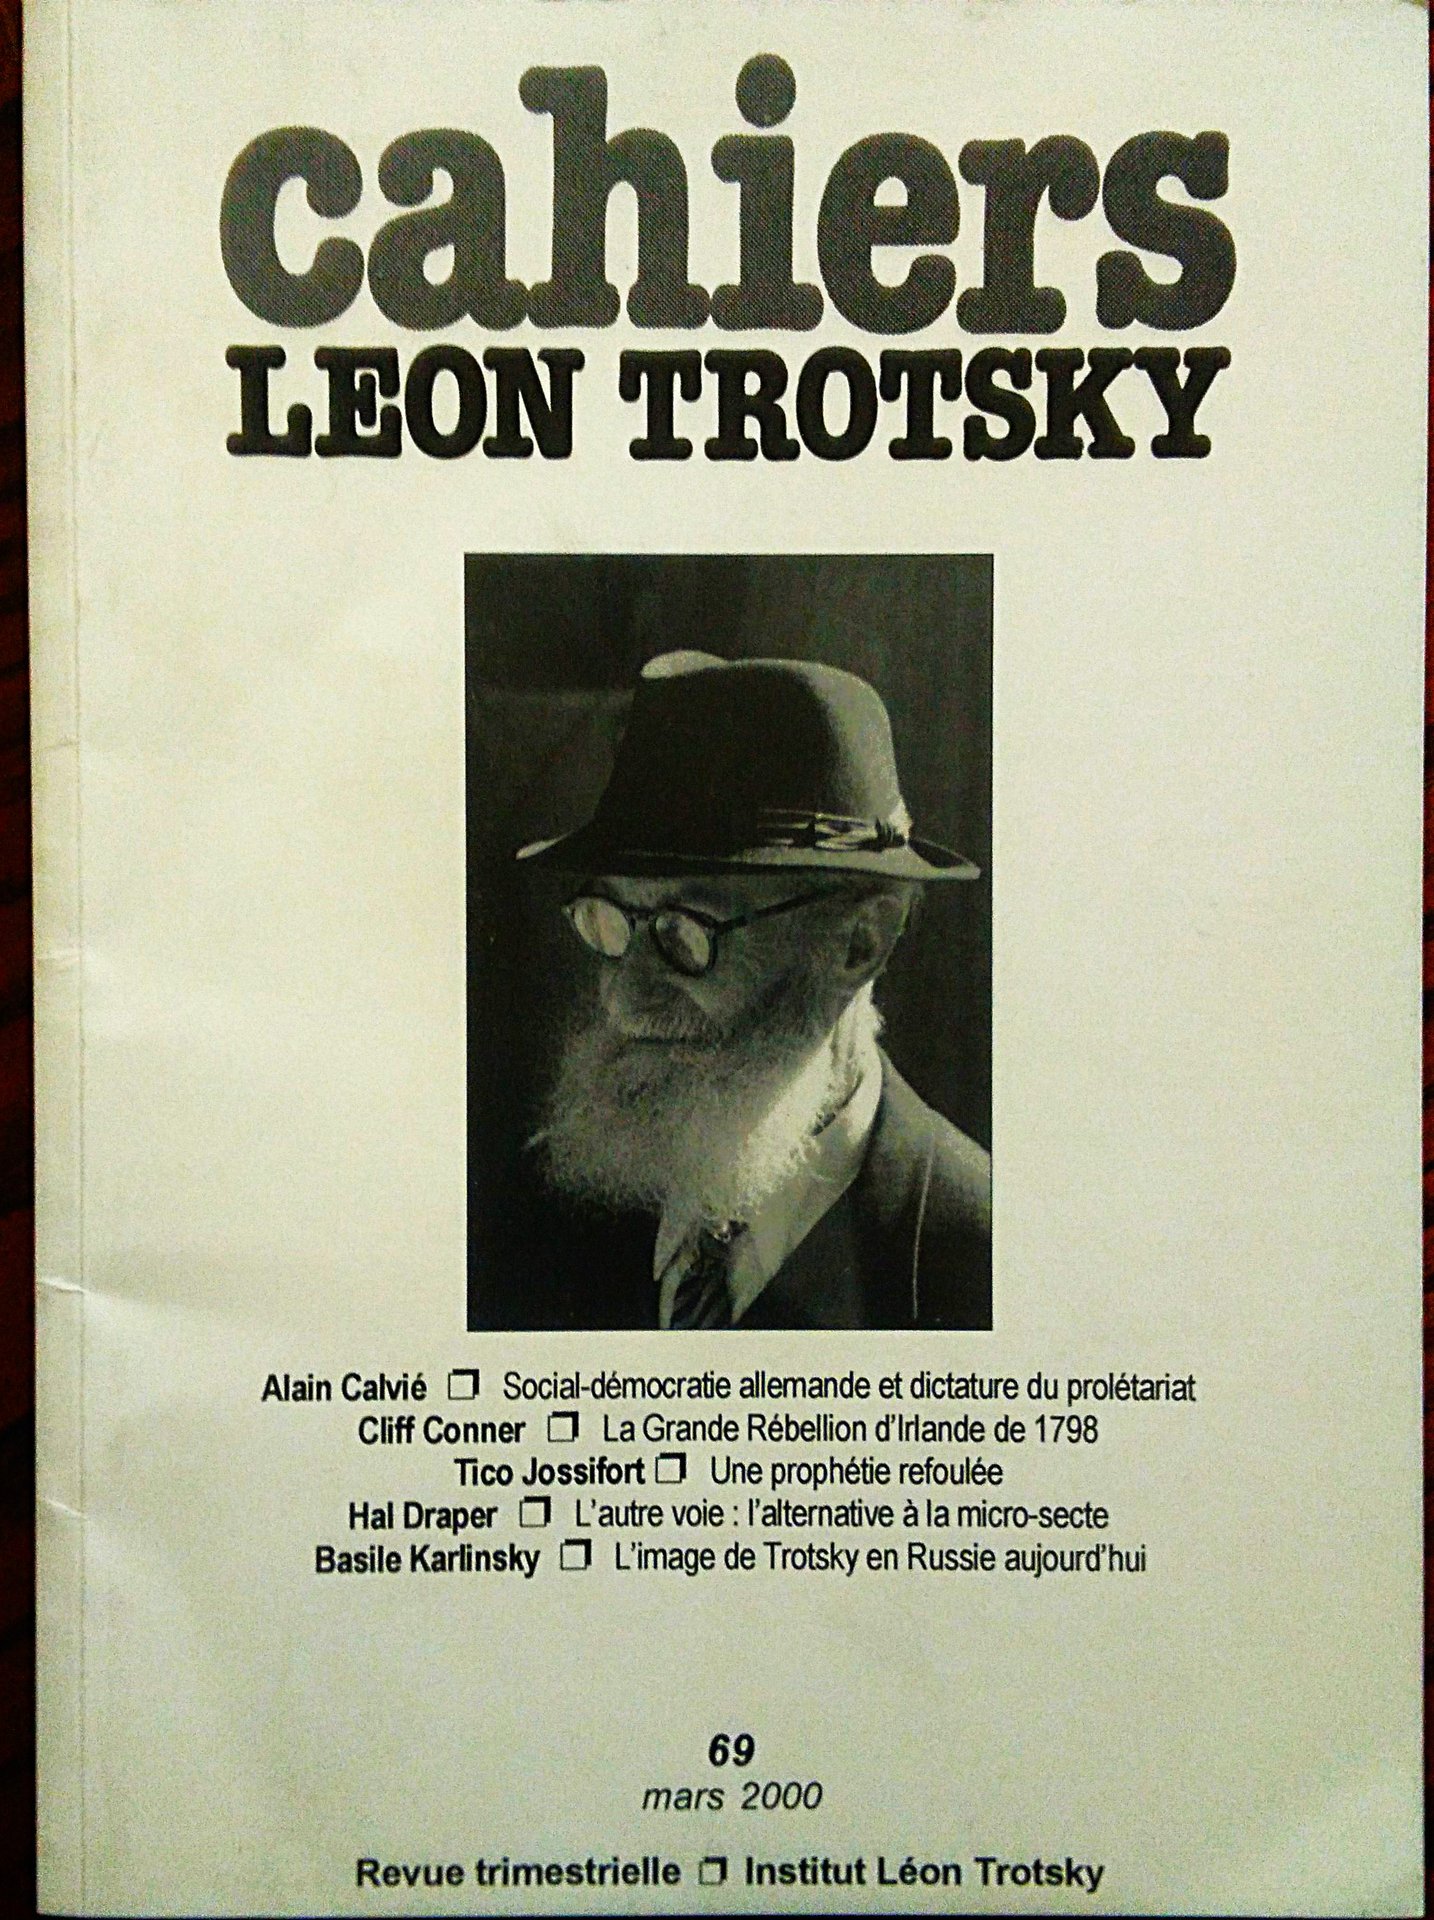 cahiers
LEON TROTSKY
Alain Calvié ❒ Social-démocratie allemande et dictature du prolétariat
Cliff Conner ❒ La Grande Rébellion d'Irlande de 1798
Tico Jossifort ❒ Une prophétie refoulée
Hal Draper ❒ L'autre voie : l'alternative à la micro-secte
Basile Karlinsky ❒ L'image de Trotsky en Russie aujourd'hui
69
mars 2000
Revue trimestrielle ❒ Institut Léon Trotsky